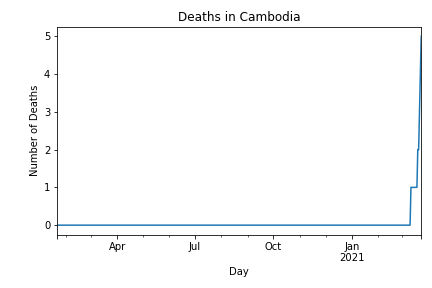 Deaths in Cambodia
5
4
3
2
1
0
Number of Deaths
Apr
Jul
Oct
Jan
2021
Day